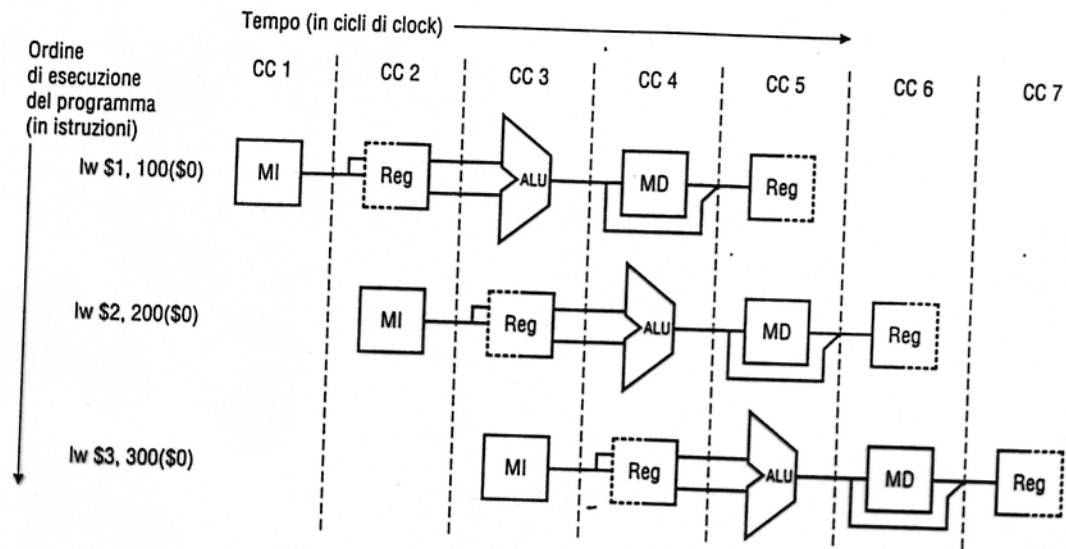 Tempo (in cicli di clock)
Ordine
di esecuzione
del programma
(in istruzioni)
CC 1
CC 2
CC 3
CC 4
CC 5
CC 6
CC 7
lw $1, 100($0)
MI
Reg
ALU
MD
Reg
lw $2, 200($0)
MI
Reg
ALU
MD
Reg
lw $3, 300($0)
MI
Reg
ALU
MD
Reg